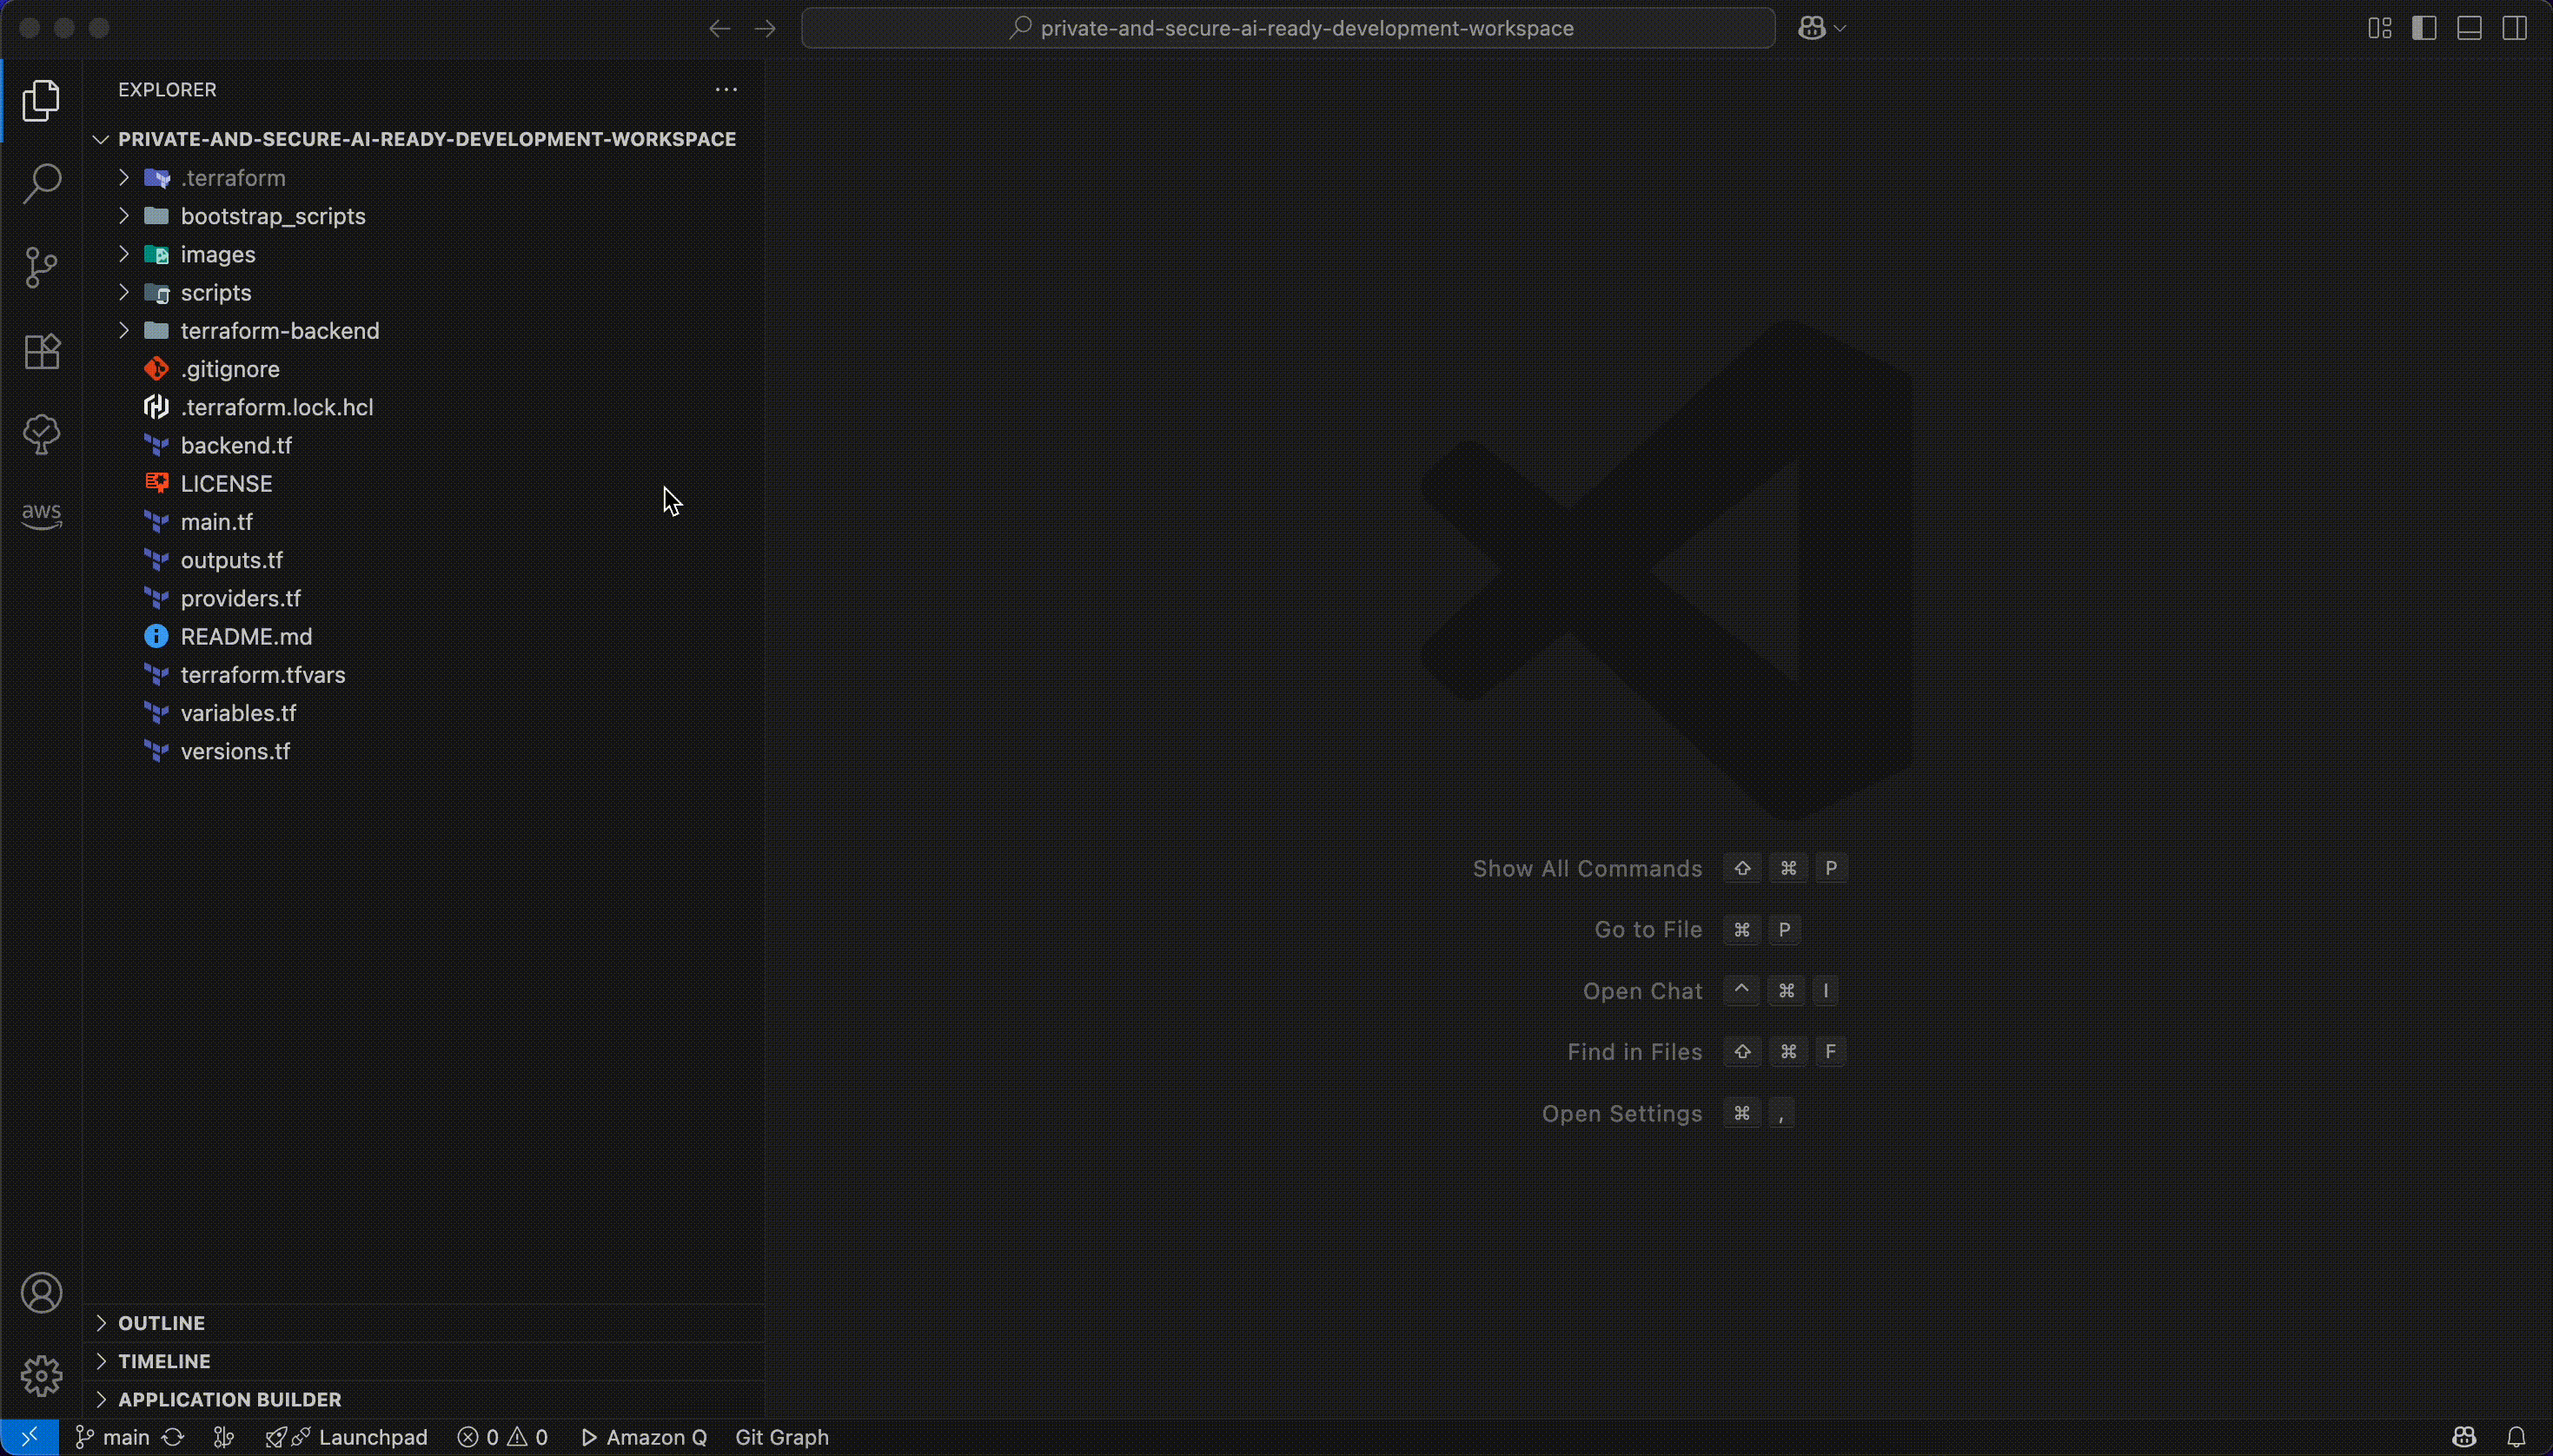 private-and-secure-ai-ready-development-workspace
EXPLORER
PRIVATE-AND-SECURE-AI-READY-DEVELOPMENT-WORKSPACE
.terraform
bootstrap_scripts
images
scripts
terraform-backend
.gitignore
.terraform.lock.hcl
backend.tf
LICENSE
main.tf
aws
outputs.tf
providers.tf
README.md
terraform.tfvars
variables.tf
versions.tf
Show All Commands ⇧ ⌘ P
Go to File ⌘ P
Open Chat ^ ⌘ I
Find in Files ⇧ ⌘ F
Open Settings ⌘ ,
OUTLINE
TIMELINE
APPLICATION BUILDER
main Launchpad 0 0 Amazon Q Git Graph